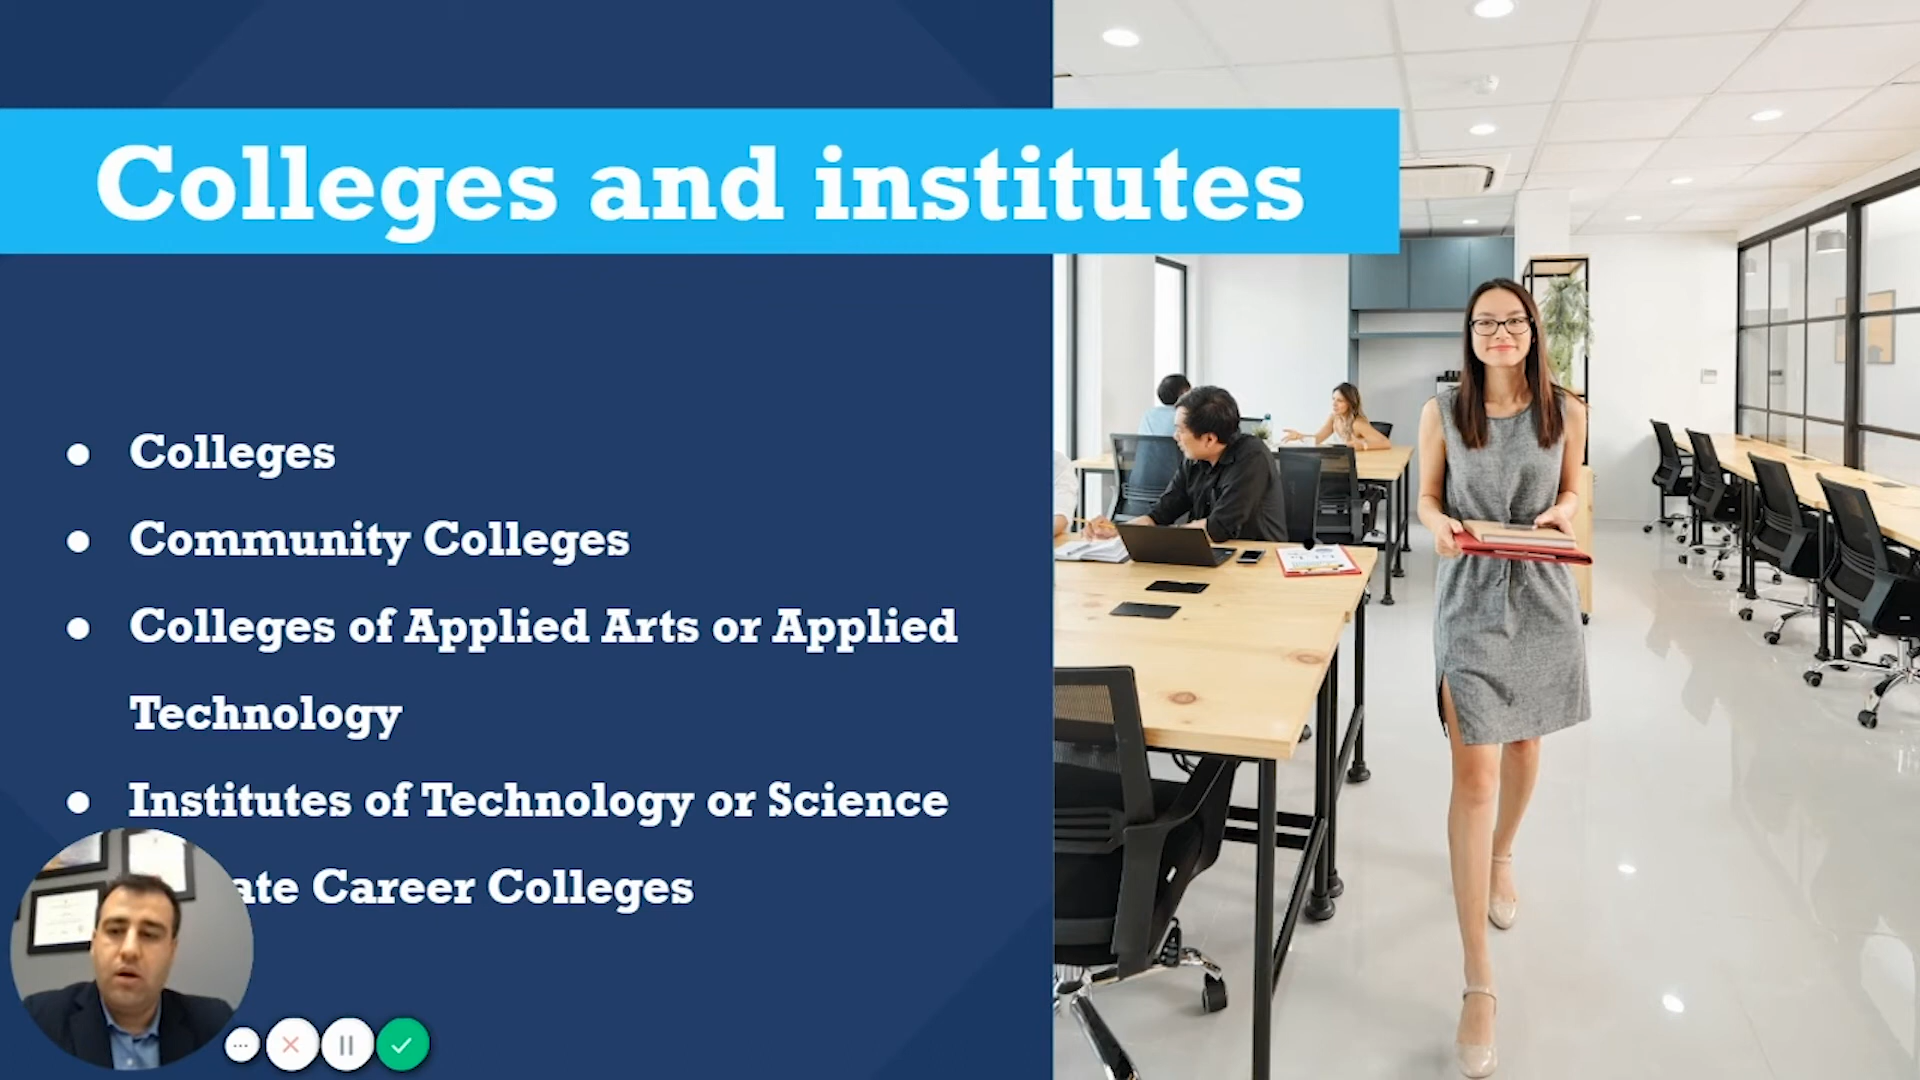 Colleges and institutes
● Colleges
● Community Colleges
● Colleges of Applied Arts or Applied
Technology
● Institutes of Technology or Science
Career Colleges